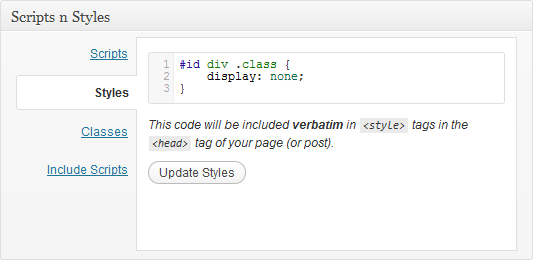 Scripts n Styles
Scripts
Styles
Classes
Include Scripts
1 #id div .class {
2     display: none;
3 }
This code will be included verbatim in <style> tags in the
<head> tag of your page (or post).
Update Styles